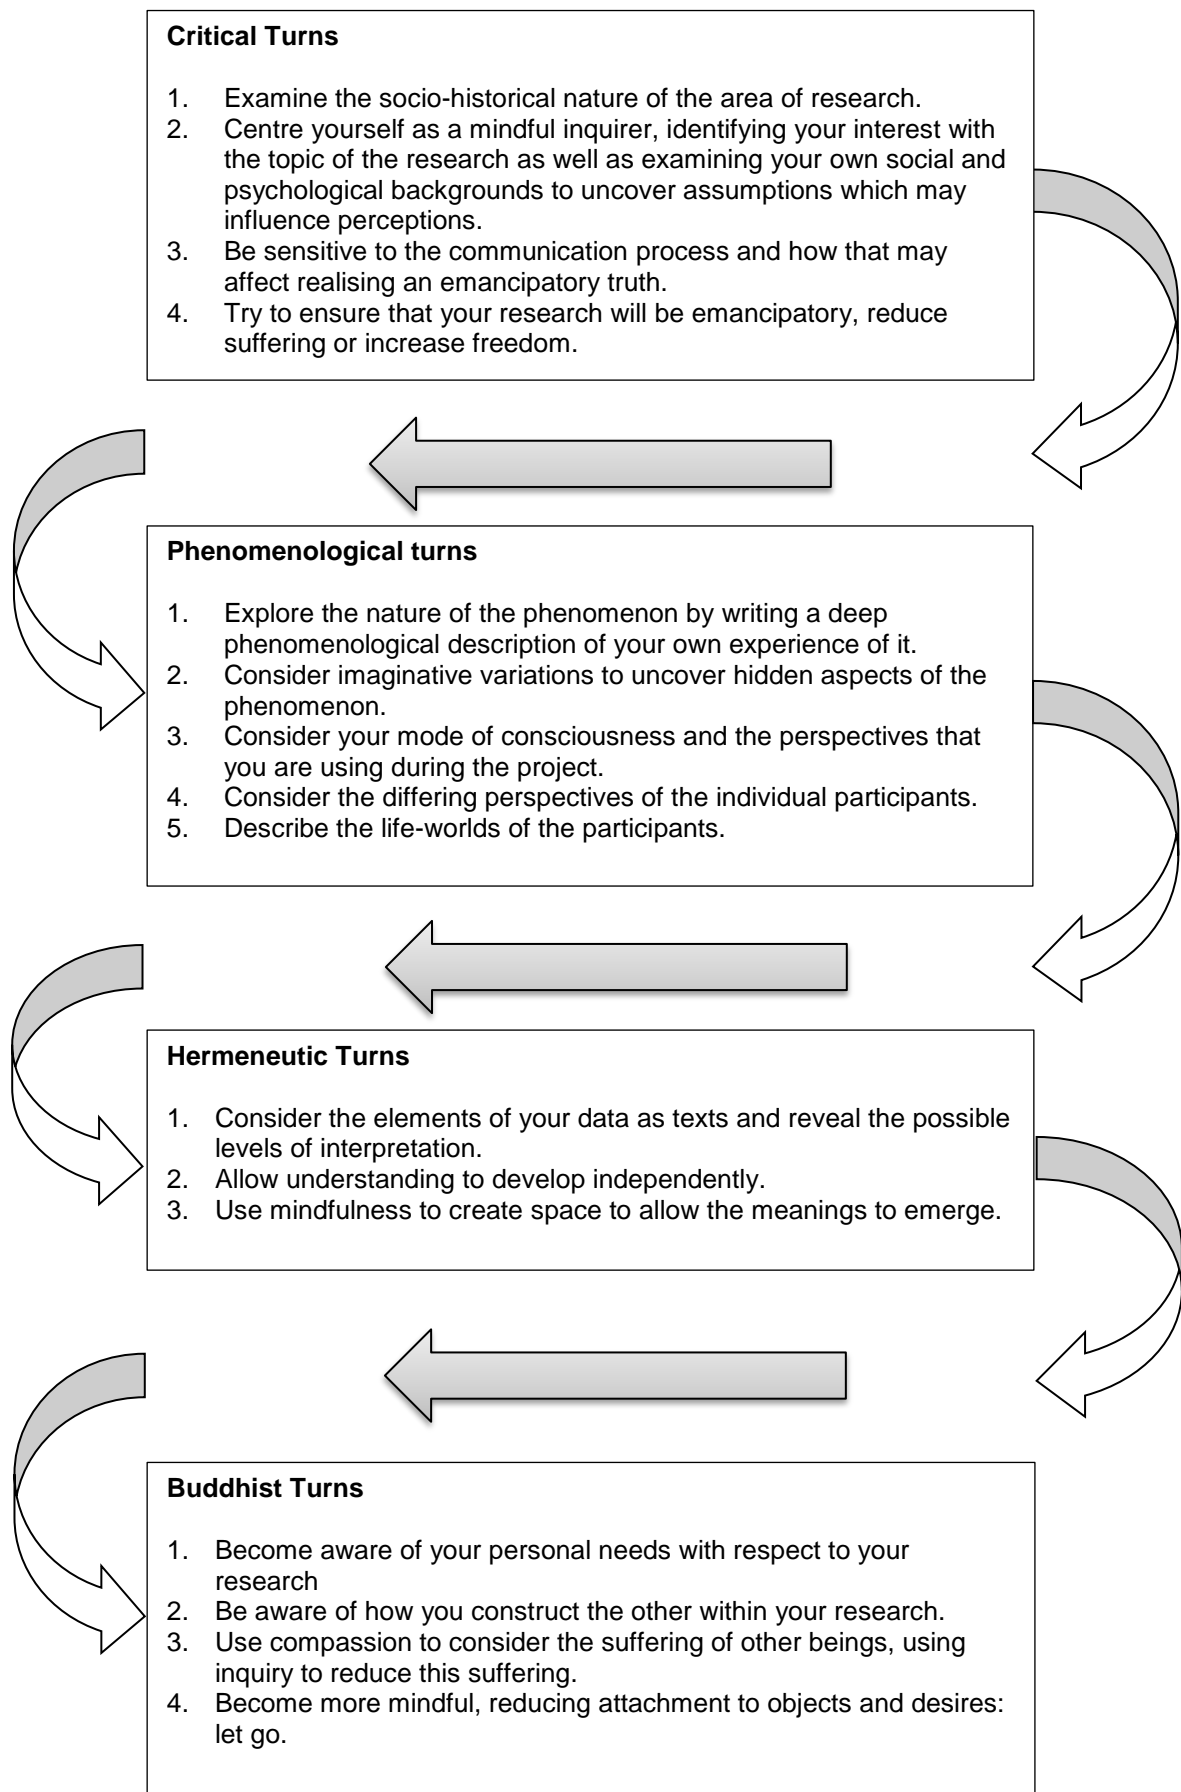 Critical Turns
1. Examine the socio-historical nature of the area of research.
2. Centre yourself as a mindful inquirer, identifying your interest with
the topic of the research as well as examining your own social and
psychological backgrounds to uncover assumptions which may
influence perceptions.
3. Be sensitive to the communication process and how that may
affect realising an emancipatory truth.
4. Try to ensure that your research will be emancipatory, reduce
suffering or increase freedom.
Phenomenological turns
1. Explore the nature of the phenomenon by writing a deep
phenomenological description of your own experience of it.
2. Consider imaginative variations to uncover hidden aspects of the
phenomenon.
3. Consider your mode of consciousness and the perspectives that
you are using during the project.
4. Consider the differing perspectives of the individual participants.
5. Describe the life-worlds of the participants.
Hermeneutic Turns
1. Consider the elements of your data as texts and reveal the possible
levels of interpretation.
2. Allow understanding to develop independently.
3. Use mindfulness to create space to allow the meanings to emerge.
Buddhist Turns
1. Become aware of your personal needs with respect to your
research
2. Be aware of how you construct the other within your research.
3. Use compassion to consider the suffering of other beings, using
inquiry to reduce this suffering.
4. Become more mindful, reducing attachment to objects and desires:
let go.